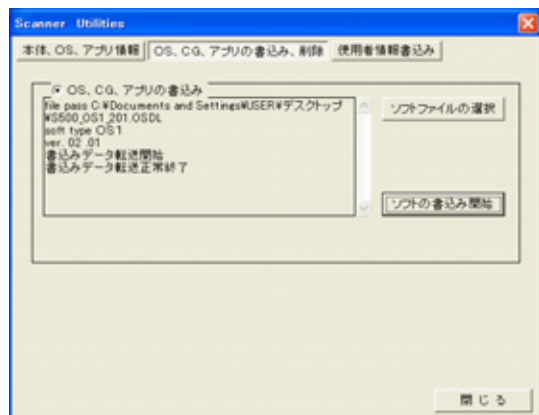 Scanner Utilities
本体、OS、アプリ情報
OS、CG、アプリの書込み、削除
使用者情報書込み
OS、CG、アプリの書込み
file pass C:¥Documents and Settings¥USER¥デスクトップ
¥S500_OS1_201.OSDL
soft type OS1
ver. 02 .01
書込みデータ転送開始
書込みデータ転送正常終了
ソフトファイルの選択
ソフトの書込み開始
閉じる